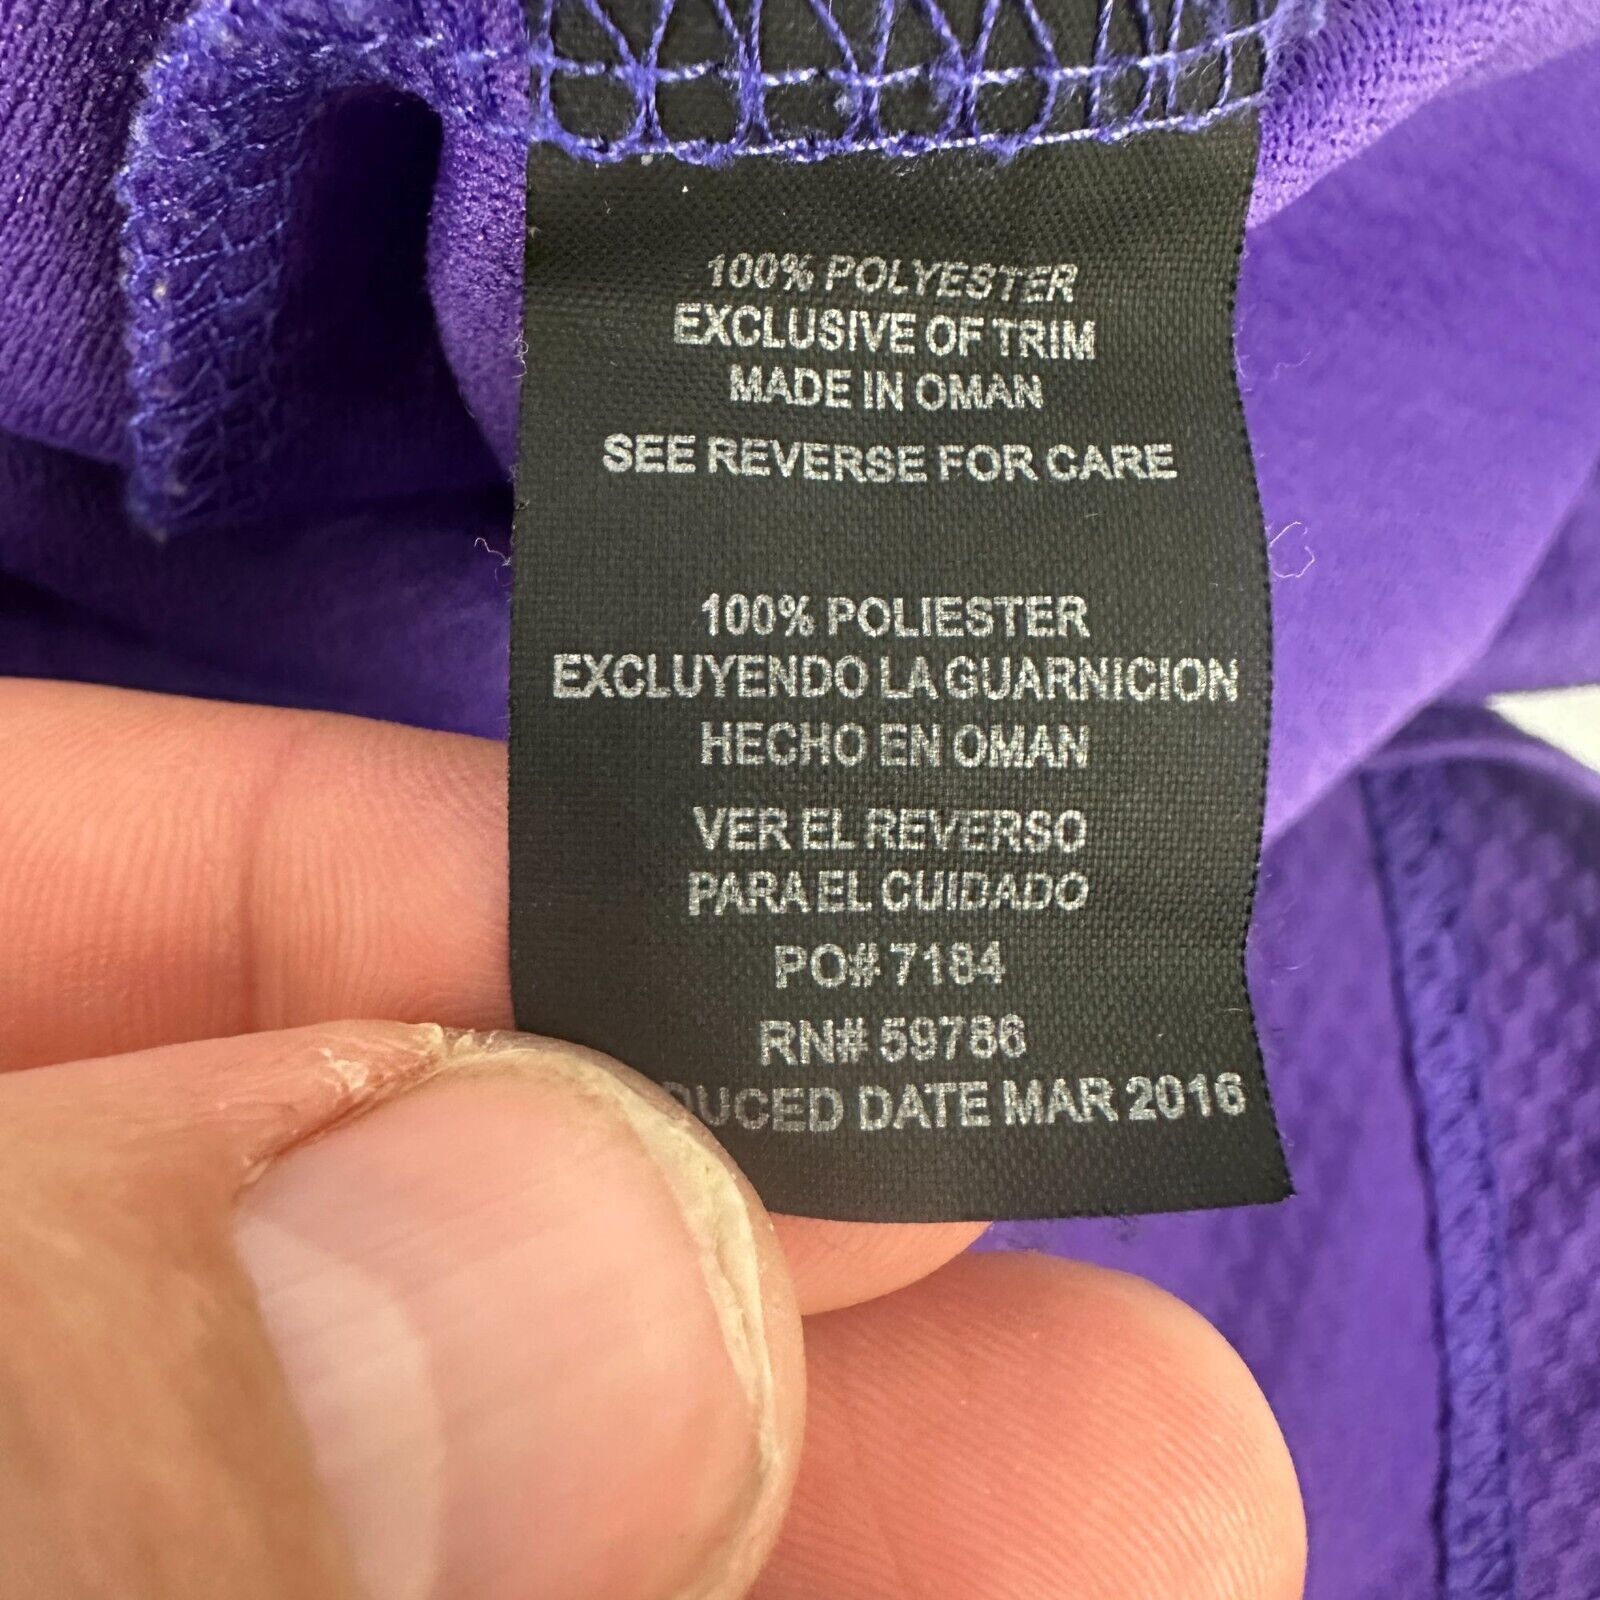 100% POLYESTER
EXCLUSIVE OF TRIM
MADE IN OMAN
SEE REVERSE FOR CARE
100% POLIESTER
EXCLUYENDO LA GUARNICION
HECHO EN OMAN
VER EL REVERSO
PARA EL CUIDADO
PO# 7184
RN# 59786
DUCED DATE MAR 2016